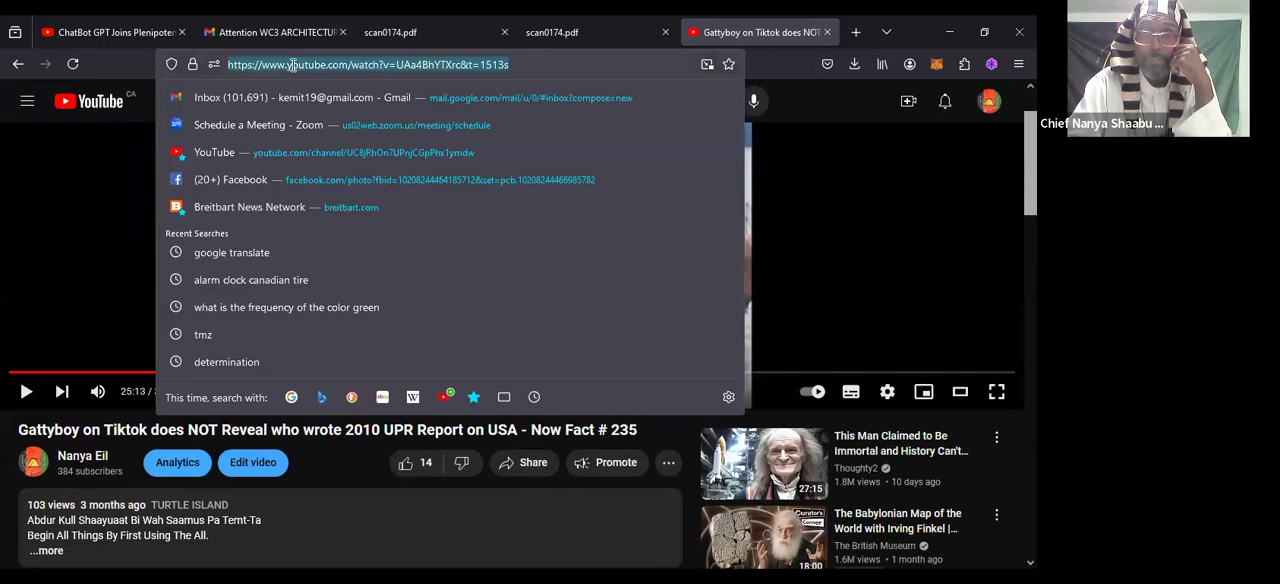 ChatBot GPT Joins Plenipoten
Attention WC3 ARCHITECTUR
scan0174.pdf
scan0174.pdf
Gattyboy on Tiktok does NOT
https://www.youtube.com/watch?v=UAa4BhYTXrc&t=1513s
YouTube CA
Chief Nanya Shaabu ...
Inbox (101,691) - kemit19@gmail.com - Gmail — mail.google.com/mail/u/0/#inbox?compose=new
Schedule a Meeting - Zoom — us02web.zoom.us/meeting/schedule
YouTube — youtube.com/channel/UC8jRhOn7UPnjCGpPhx1ymdw
(20+) Facebook — facebook.com/photo?fbid=10208244464185712&set=pcb.10208244466985782
Breitbart News Network — breitbart.com
Recent Searches
google translate
alarm clock canadian tire
what is the frequency of the color green
tmz
determination
This time, search with:
25:13 /
Gattyboy on Tiktok does NOT Reveal who wrote 2010 UPR Report on USA - Now Fact # 235
Nanya Eil
384 subscribers
Analytics
Edit video
14
Share
Promote
103 views 3 months ago TURTLE ISLAND
Abdur Kull Shaayuaat Bi Wah Saamus Pa Temt-Ta
Begin All Things By First Using The All.
...more
This Man Claimed to Be
Immortal and History Can't...
Thoughty2
1.8M views • 10 days ago
27:15
Curator's Corner
The Babylonian Map of the
World with Irving Finkel |...
The British Museum
1.6M views • 1 month ago
18:00